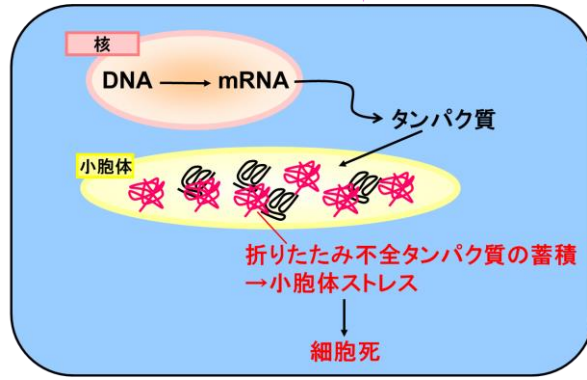 核
DNA → mRNA
タンパク質
小胞体
折りたたみ不全タンパク質の蓄積
→小胞体ストレス
細胞死